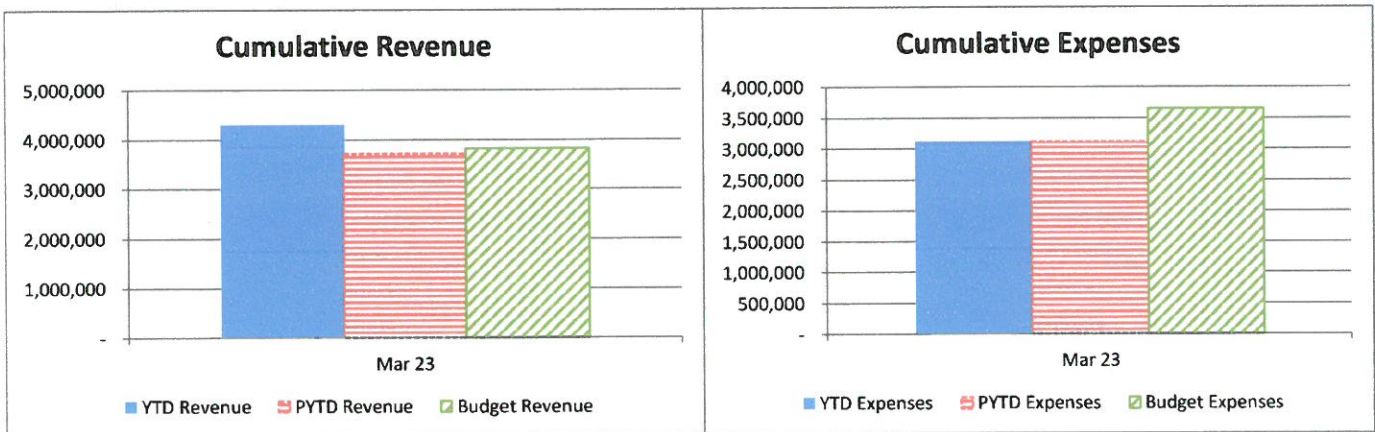 Cumulative Revenue
5,000,000
4,000,000
3,000,000
2,000,000
1,000,000
-
Mar 23
YTD Revenue PYTD Revenue Budget Revenue
Cumulative Expenses
4,000,000
3,500,000
3,000,000
2,500,000
2,000,000
1,500,000
1,000,000
500,000
-
Mar 23
YTD Expenses PYTD Expenses Budget Expenses